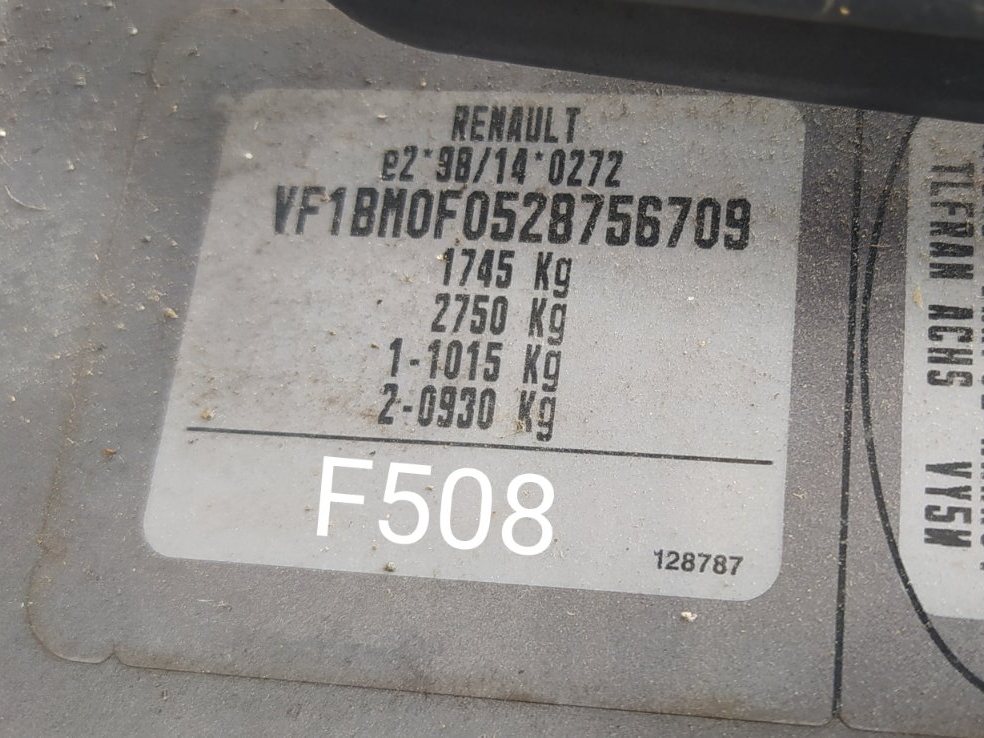 RENAULT
e2*98/14*0272
VF1BM0F0528756709
1745 Kg
2750 Kg
1-1015 Kg
2-0930 Kg
F508
128787
TLFRAN ACHS VY5W